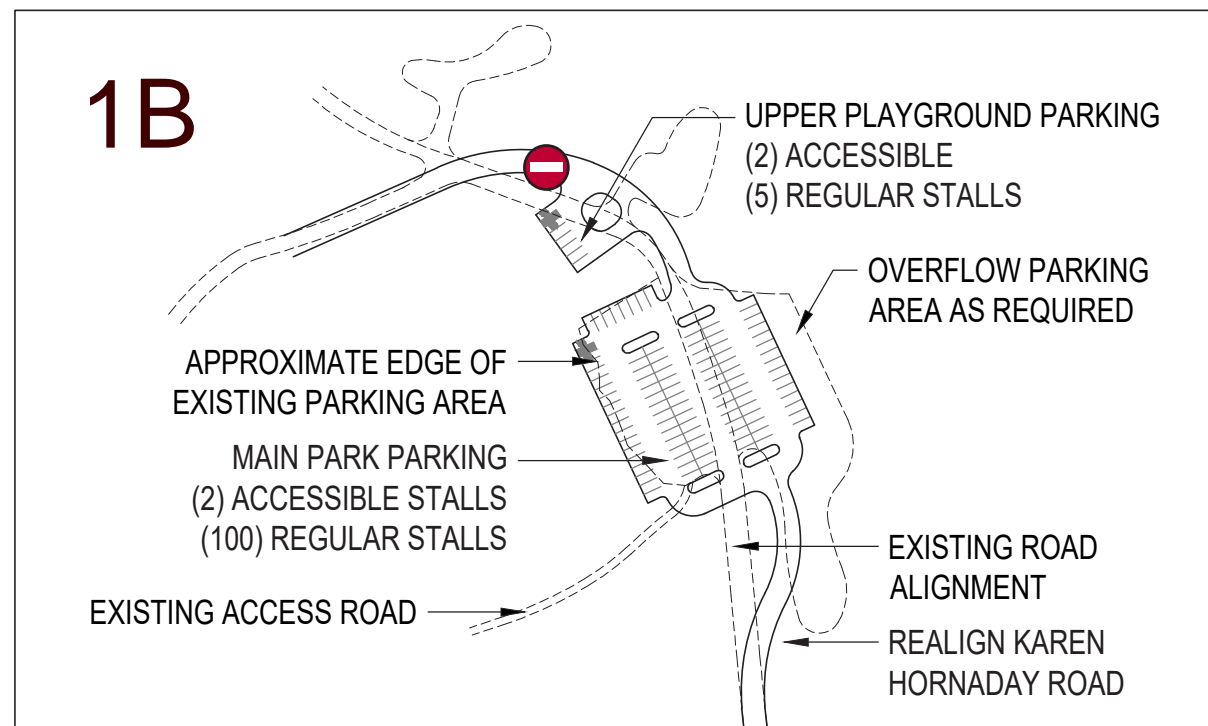 1B
UPPER PLAYGROUND PARKING
(2) ACCESSIBLE
(5) REGULAR STALLS
OVERFLOW PARKING
AREA AS REQUIRED
APPROXIMATE EDGE OF
EXISTING PARKING AREA
MAIN PARK PARKING
(2) ACCESSIBLE STALLS
(100) REGULAR STALLS
EXISTING ROAD
ALIGNMENT
EXISTING ACCESS ROAD
REALIGN KAREN
HORNADAY ROAD